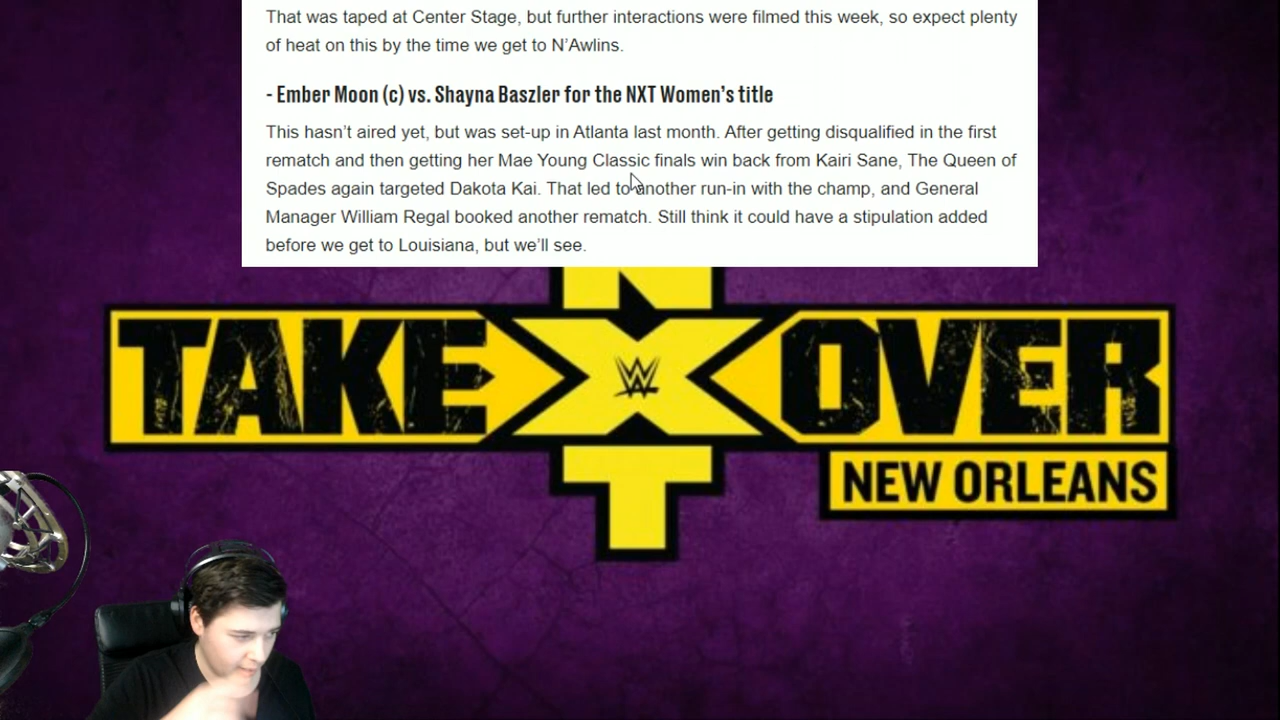 That was taped at Center Stage, but further interactions were filmed this week, so expect plenty
of heat on this by the time we get to N’Awlins.
- Ember Moon (c) vs. Shayna Baszler for the NXT Women’s title
This hasn’t aired yet, but was set-up in Atlanta last month. After getting disqualified in the first
rematch and then getting her Mae Young Classic finals win back from Kairi Sane, The Queen of
Spades again targeted Dakota Kai. That led to another run-in with the champ, and General
Manager William Regal booked another rematch. Still think it could have a stipulation added
before we get to Louisiana, but we’ll see.
N
TAKE X OVER
W
T
NEW ORLEANS